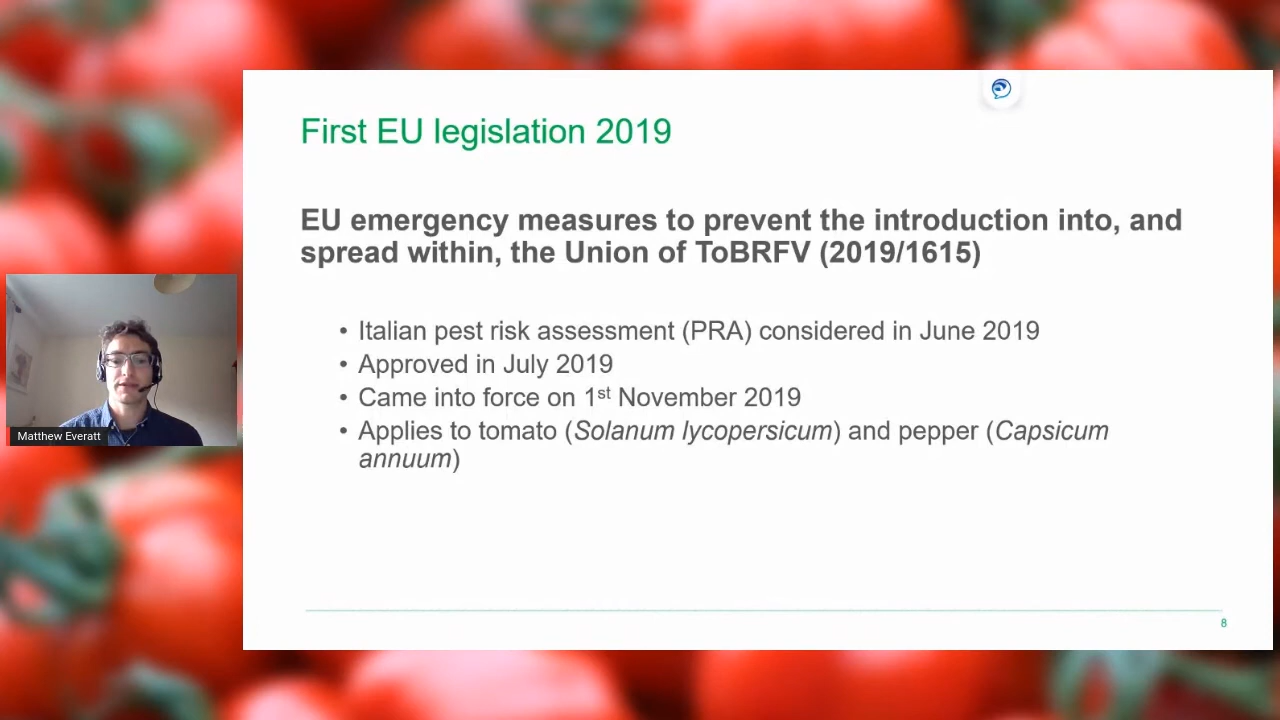 First EU legislation 2019
EU emergency measures to prevent the introduction into, and
spread within, the Union of ToBRFV (2019/1615)
• Italian pest risk assessment (PRA) considered in June 2019
• Approved in July 2019
• Came into force on 1st November 2019
• Applies to tomato (Solanum lycopersicum) and pepper (Capsicum
annuum)
Matthew Everatt
8